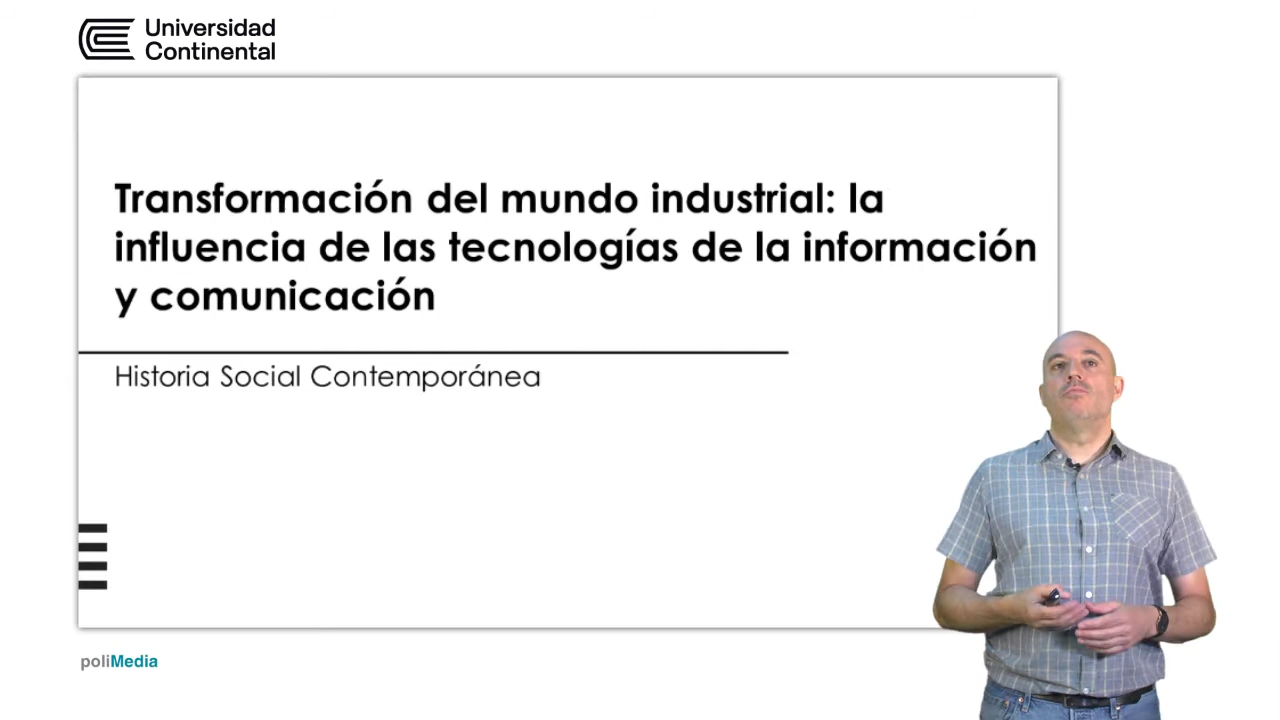 Universidad
Continental
Transformación del mundo industrial: la
influencia de las tecnologías de la información
y comunicación
Historia Social Contemporánea
poliMedia